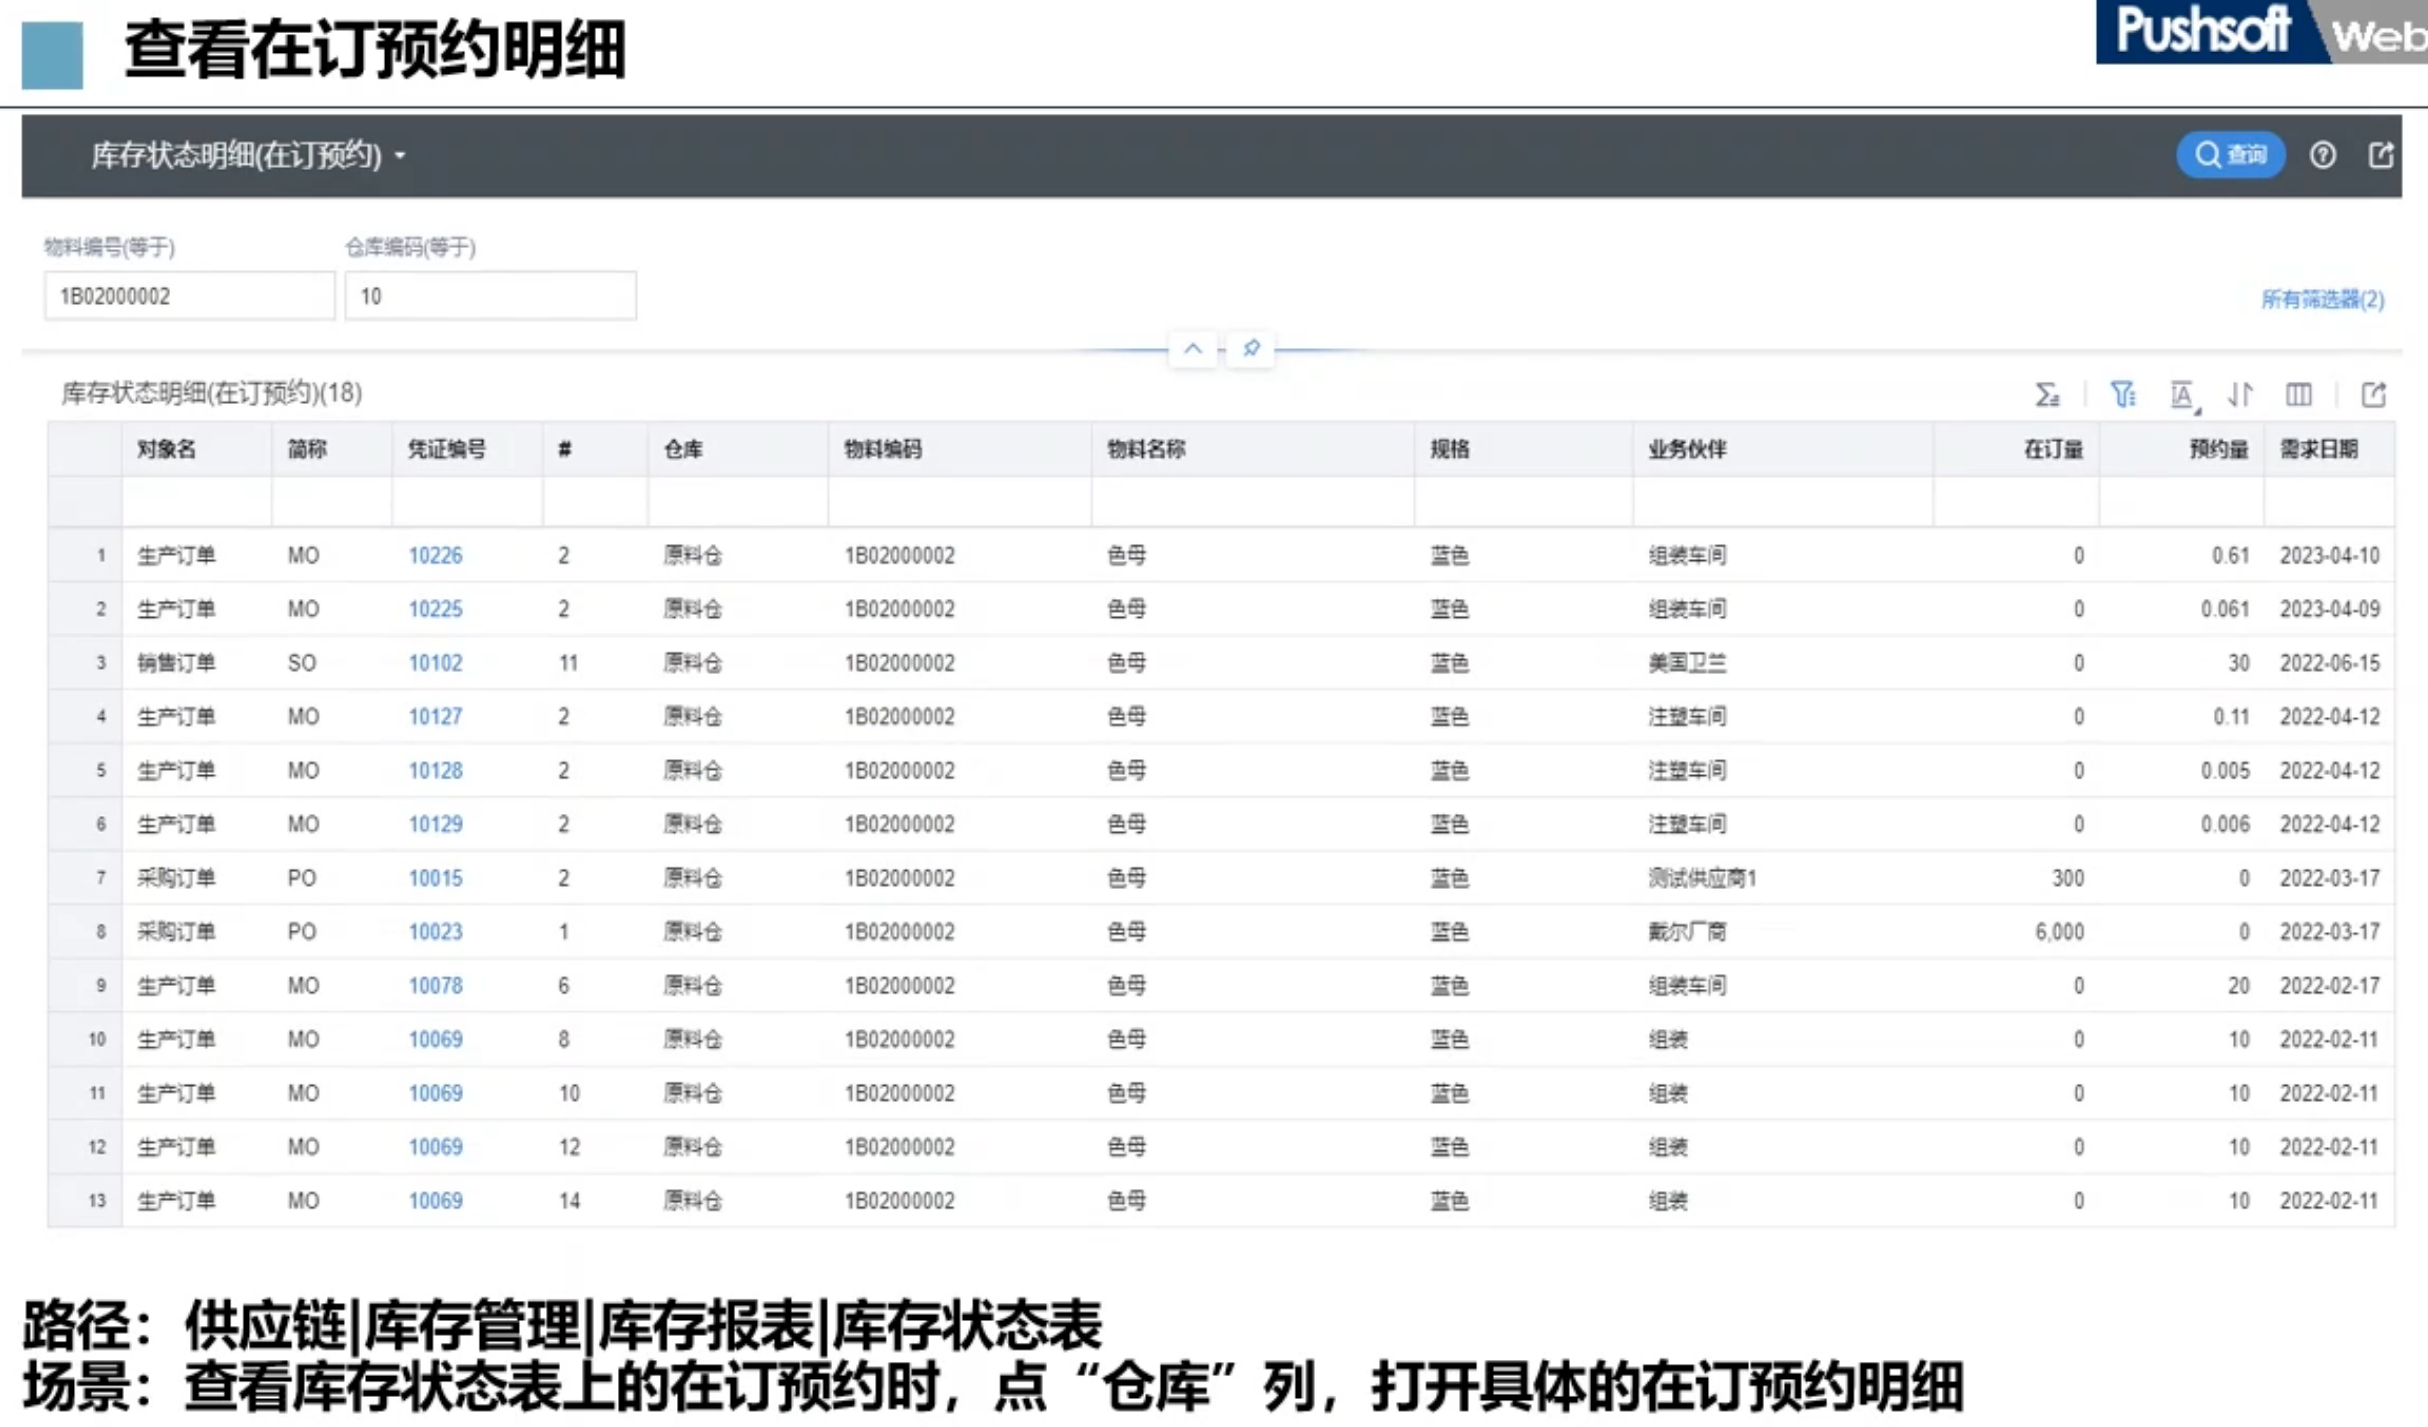 查看在订预约明细
Pushsoft Web
库存状态明细(在订预约)
查询
物料编号(等于) 仓库编码(等于)
1B02000002 10
所有筛选器(2)
库存状态明细(在订预约)(18)
对象名 简称 凭证编号 # 仓库 物料编码 物料名称 规格 业务伙伴 在订量 预约量 需求日期
1 生产订单 MO 10226 2 原料仓 1B02000002 色母 蓝色 组装车间 0 0.61 2023-04-10
2 生产订单 MO 10225 2 原料仓 1B02000002 色母 蓝色 组装车间 0 0.061 2023-04-09
3 销售订单 SO 10102 11 原料仓 1B02000002 色母 蓝色 美国卫兰 0 30 2022-06-15
4 生产订单 MO 10127 2 原料仓 1B02000002 色母 蓝色 注塑车间 0 0.11 2022-04-12
5 生产订单 MO 10128 2 原料仓 1B02000002 色母 蓝色 注塑车间 0 0.005 2022-04-12
6 生产订单 MO 10129 2 原料仓 1B02000002 色母 蓝色 注塑车间 0 0.006 2022-04-12
7 采购订单 PO 10015 2 原料仓 1B02000002 色母 蓝色 测试供应商1 300 0 2022-03-17
8 采购订单 PO 10023 1 原料仓 1B02000002 色母 蓝色 戴尔厂商 6,000 0 2022-03-17
9 生产订单 MO 10078 6 原料仓 1B02000002 色母 蓝色 组装车间 0 20 2022-02-17
10 生产订单 MO 10069 8 原料仓 1B02000002 色母 蓝色 组装 0 10 2022-02-11
11 生产订单 MO 10069 10 原料仓 1B02000002 色母 蓝色 组装 0 10 2022-02-11
12 生产订单 MO 10069 12 原料仓 1B02000002 色母 蓝色 组装 0 10 2022-02-11
13 生产订单 MO 10069 14 原料仓 1B02000002 色母 蓝色 组装 0 10 2022-02-11
路径：供应链|库存管理|库存报表|库存状态表
场景：查看库存状态表上的在订预约时，点“仓库”列，打开具体的在订预约明细